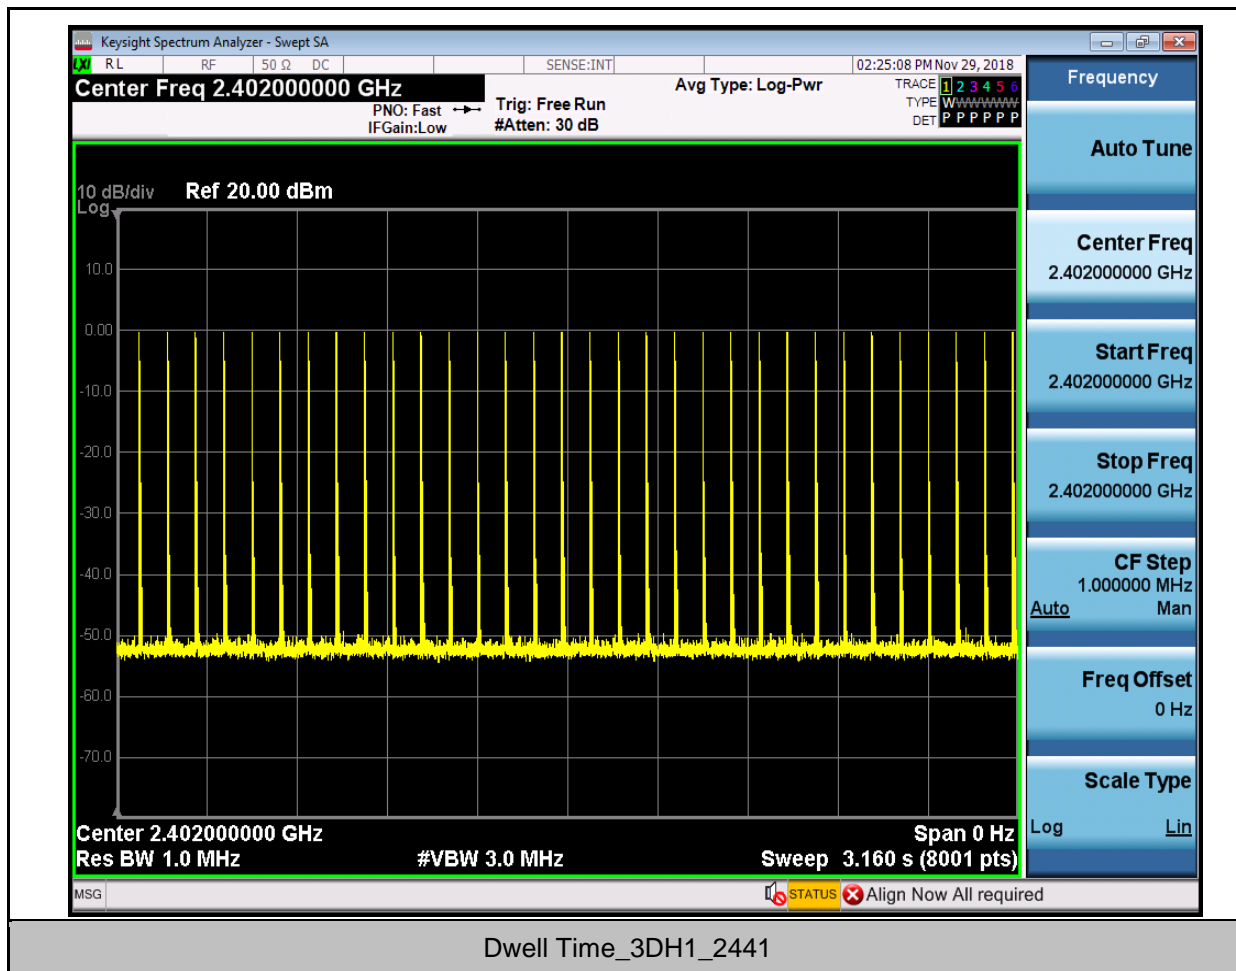 Keysight Spectrum Analyzer - Swept SA
LXI RL RF 50 Ω DC SENSE:INT 02:25:08 PM Nov 29, 2018
Center Freq 2.402000000 GHz Avg Type: Log-Pwr TRACE 1 2 3 4 5 6
PNO: Fast Trig: Free Run TYPE WWWWWW
IFGain:Low #Atten: 30 dB DET P P P P P P
10 dB/div Ref 20.00 dBm
Log
10.0
0.00
-10.0
-20.0
-30.0
-40.0
-50.0
-60.0
-70.0
Center 2.402000000 GHz Span 0 Hz
Res BW 1.0 MHz #VBW 3.0 MHz Sweep 3.160 s (8001 pts)
MSG STATUS Align Now All required
Frequency
Auto Tune
Center Freq
2.402000000 GHz
Start Freq
2.402000000 GHz
Stop Freq
2.402000000 GHz
CF Step
1.000000 MHz
Auto Man
Freq Offset
0 Hz
Scale Type
Log Lin
Dwell Time_3DH1_2441